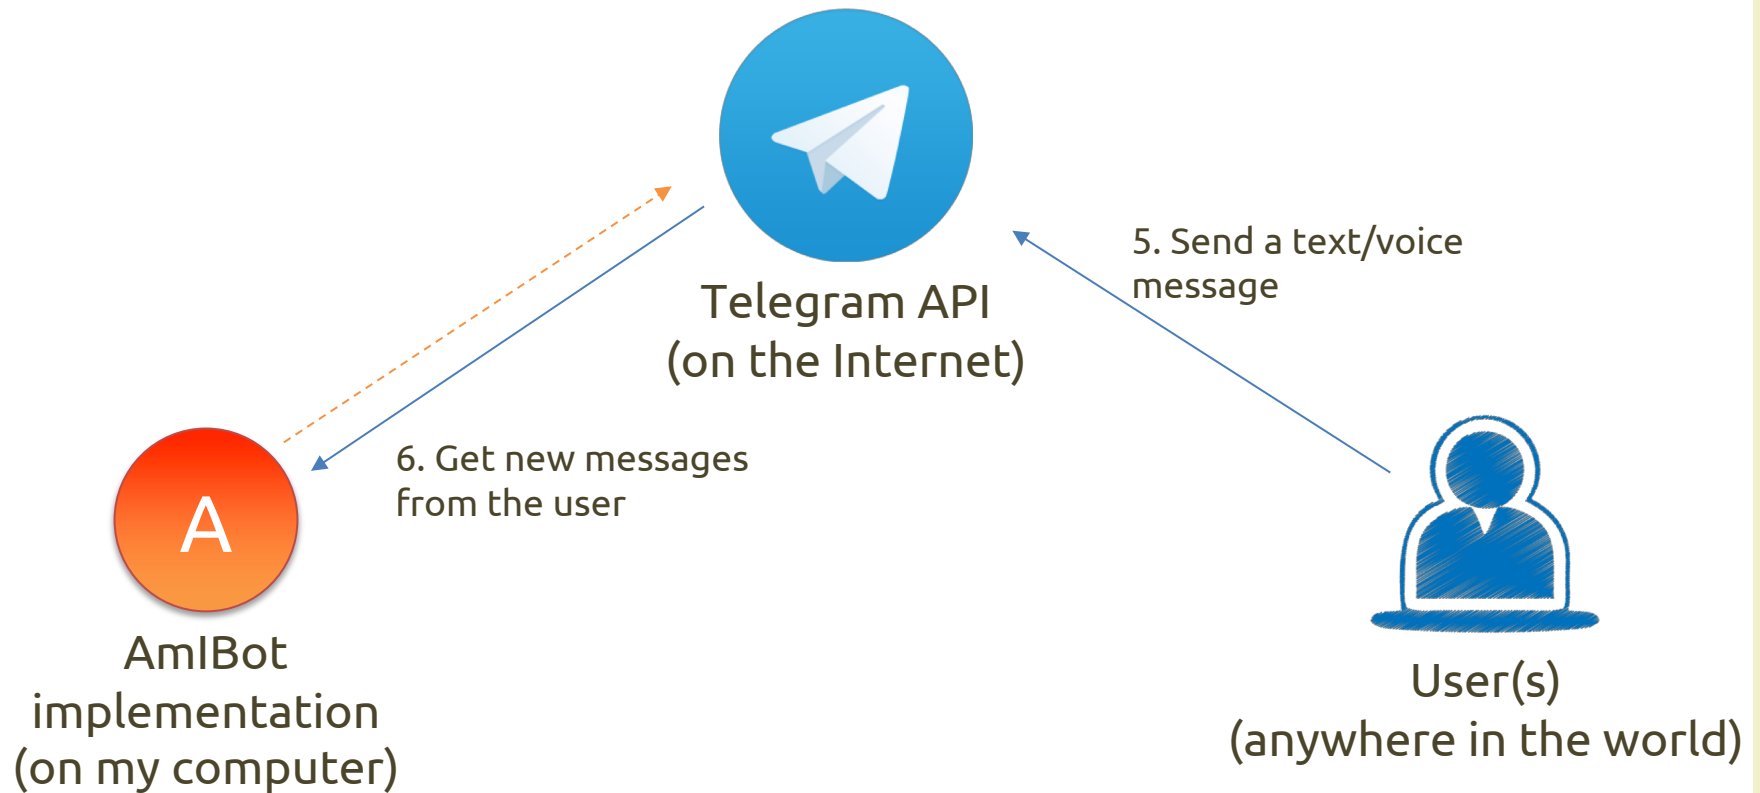 5. Send a text/voice
message
Telegram API
(on the Internet)
6. Get new messages
from the user
A
AmIBot
implementation
(on my computer)
User(s)
(anywhere in the world)